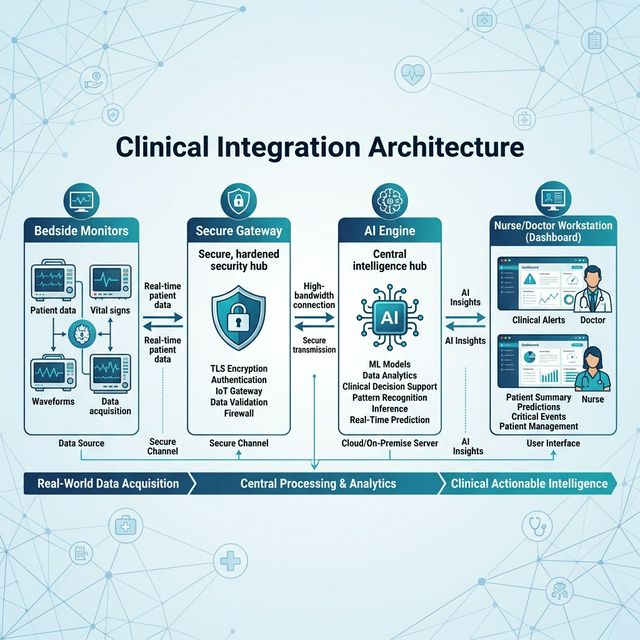 Clinical Integration Architecture
Bedside Monitors
Patient data
Vital signs
Waveforms
Data
acquisition
Data Source
Real-time
patient
data
Real-time
patient
data
Secure
Channel
Secure Gateway
Secure, hardened
security hub
TLS Encryption
Authentication
IoT Gateway
Data Validation
Firewall
Secure Channel
High-
bandwidth
connection
Secure
transmission
AI Engine
Central
intelligence hub
AI
ML Models
Data Analytics
Clinical Decision Support
Pattern Recognition
Inference
Real-Time Prediction
Cloud/On-Premise Server
AI
Insights
AI Insights
AI
Insights
Nurse/Doctor Workstation
(Dashboard)
Dashboard
Clinical Alerts
Doctor
Dashboard
Nurse
Patient Summary
Predictions
Critical Events
Patient Management
User Interface
Real-World Data Acquisition
Central Processing & Analytics
Clinical Actionable Intelligence